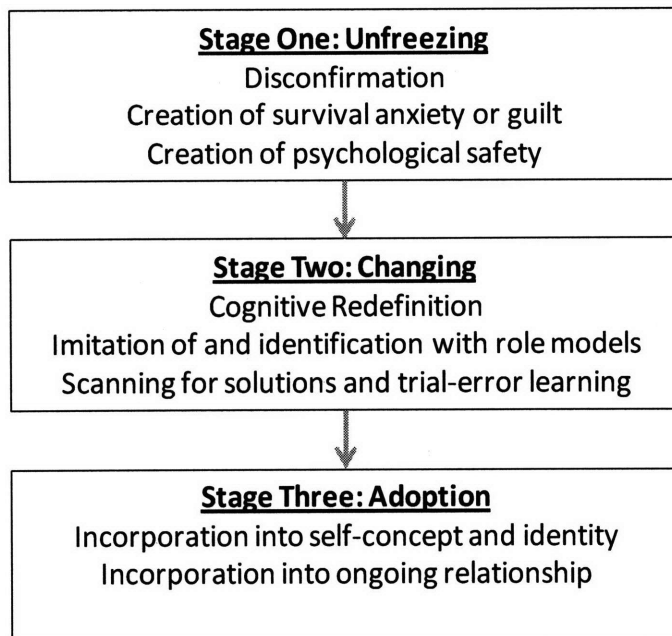 Stage One: Unfreezing
Disconfirmation
Creation of survival anxiety or guilt
Creation of psychological safety
Stage Two: Changing
Cognitive Redefinition
Imitation of and identification with role models
Scanning for solutions and trial-error learning
Stage Three: Adoption
Incorporation into self-concept and identity
Incorporation into ongoing relationship